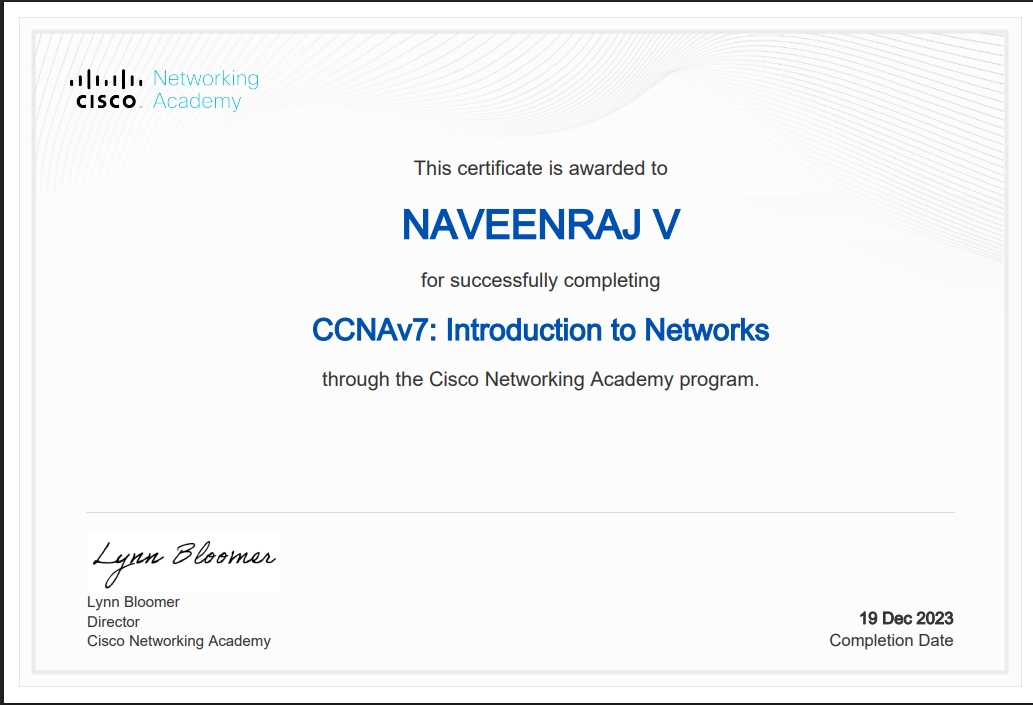 Networking
CISCO Academy
This certificate is awarded to
NAVEENRAJ V
for successfully completing
CCNAv7: Introduction to Networks
through the Cisco Networking Academy program.
Lynn Bloomer
Lynn Bloomer
Director
Cisco Networking Academy
19 Dec 2023
Completion Date